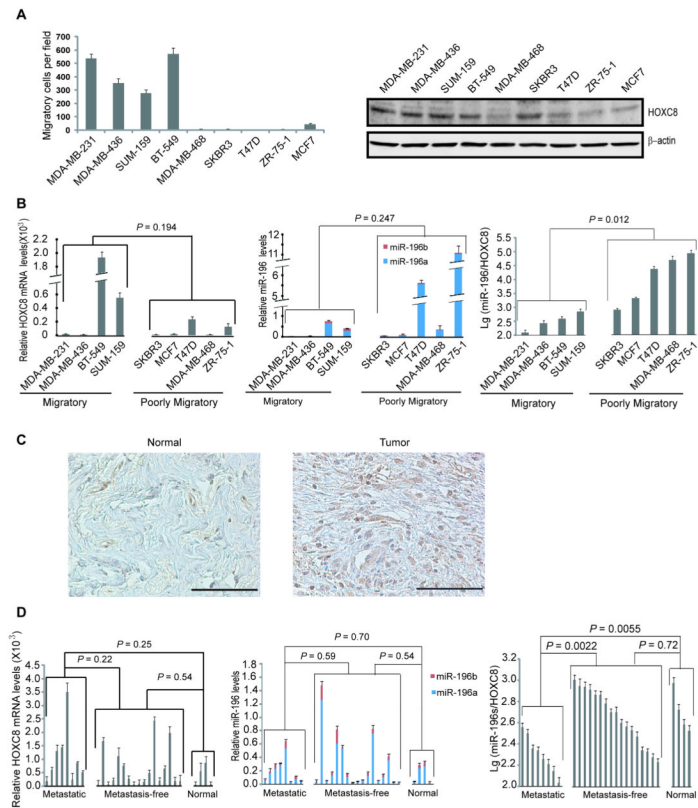 A
Migratory cells per field
700
600
500
400
300
200
100
0
MDA-MB-231
MDA-MB-436
SUM-159
BT-549
MDA-MB-468
SKBR3
T47D
ZR-75-1
MCF7
MDA-MB-231
MDA-MB-436
SUM-159
BT-549
MDA-MB-468
SKBR3
T47D
ZR-75-1
MCF7
HOXC8
β-actin
B
Relative HOXC8 mRNA levels(X10³)
2.2
2.0
1.8
0.6
0.4
0.2
0
P = 0.194
MDA-MB-231
MDA-MB-436
BT-549
SUM-159
SKBR3
MCF7
T47D
MDA-MB-468
ZR-75-1
Migratory
Poorly Migratory
Relative miR-196 levels
12
11
6
5
1
0
P = 0.247
miR-196b
miR-196a
MDA-MB-231
MDA-MB-436
BT-549
SUM-159
SKBR3
MCF7
T47D
MDA-MB-468
ZR-75-1
Migratory
Poorly Migratory
Lg (miR-196/HOXC8)
5.0
4.0
3.0
2.0
P = 0.012
MDA-MB-231
MDA-MB-436
BT-549
SUM-159
SKBR3
MCF7
T47D
MDA-MB-468
ZR-75-1
Migratory
Poorly Migratory
C
Normal
Tumor
D
Relative HOXC8 mRNA levels (X10⁻³)
4.5
4.0
3.5
3.0
2.5
2.0
1.5
1.0
0.5
0.0
P = 0.25
P = 0.22
P = 0.54
Metastatic
Metastasis-free
Normal
Relative miR-196 levels
1.6
1.4
1.2
1.0
0.8
0.6
0.4
0.2
0.0
P = 0.70
P = 0.59
P = 0.54
miR-196b
miR-196a
Metastatic
Metastasis-free
Normal
Lg (miR-196s/HOXC8)
3.0
2.8
2.6
2.4
2.2
2.0
P = 0.0055
P = 0.0022
P = 0.72
Metastatic
Metastasis-free
Normal